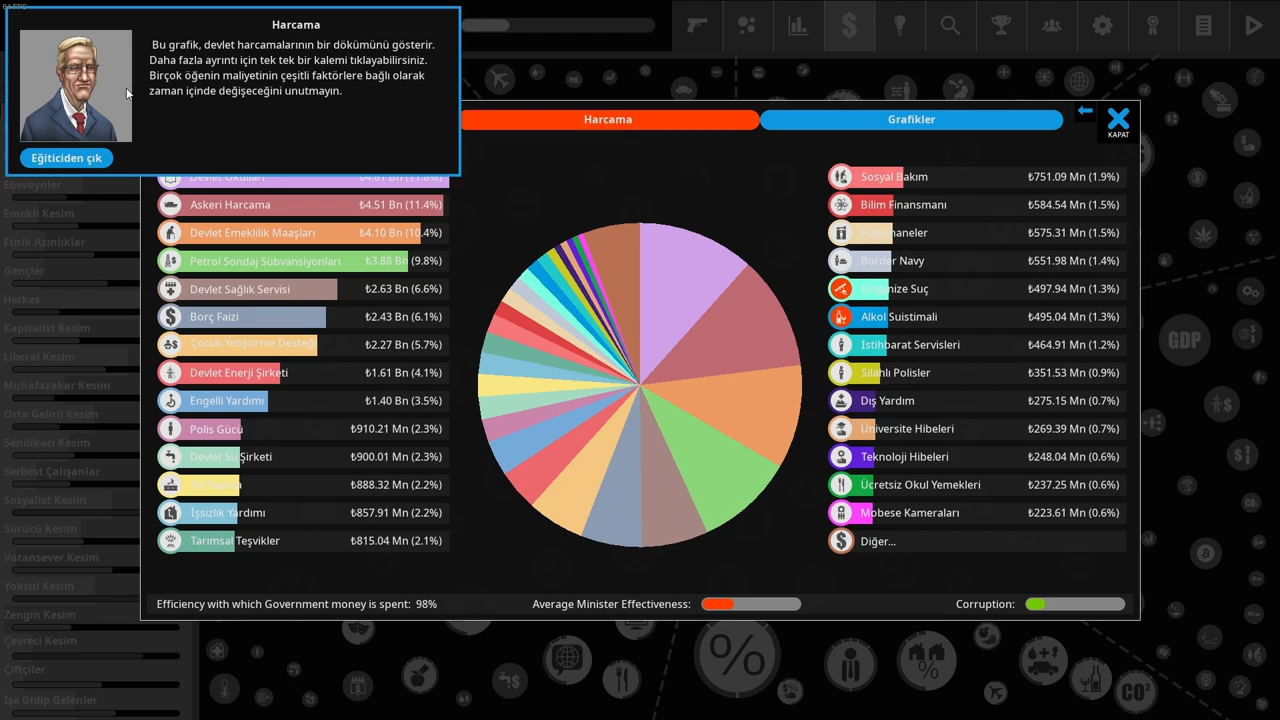 Harcama
Bu grafik, devlet harcamalarının bir dökümünü gösterir.
Daha fazla ayrıntı için tek tek bir kalemi tıklayabilirsiniz.
Birçok öğenin maliyetinin çeşitli faktörlere bağlı olarak
zaman içinde değişeceğini unutmayın.
Eğiticiden çık
Harcama
Grafikler
KAPAT
Devlet Okulları ₺4.61 Bn (11.6%)
Askeri Harcama ₺4.51 Bn (11.4%)
Devlet Emeklilik Maaşları ₺4.10 Bn (10.4%)
Petrol Sondaj Sübvansiyonları ₺3.88 Bn (9.8%)
Devlet Sağlık Servisi ₺2.63 Bn (6.6%)
Borç Faizi ₺2.43 Bn (6.1%)
Çocuk Yetiştirme Desteğ ₺2.27 Bn (5.7%)
Devlet Enerji Şirketi ₺1.61 Bn (4.1%)
Engelli Yardımı ₺1.40 Bn (3.5%)
Polis Gücü ₺910.21 Mn (2.3%)
Devlet Su Şirketi ₺900.01 Mn (2.3%)
₺888.32 Mn (2.2%)
İşsizlik Yardımı ₺857.91 Mn (2.2%)
Tarımsal Teşvikler ₺815.04 Mn (2.1%)
Sosyal Bakım ₺751.09 Mn (1.9%)
Bilim Finansmanı ₺584.54 Mn (1.5%)
Hapishaneler ₺575.31 Mn (1.5%)
Border Navy ₺551.98 Mn (1.4%)
Organize Suç ₺497.94 Mn (1.3%)
Alkol Suistimali ₺495.04 Mn (1.3%)
İstihbarat Servisleri ₺464.91 Mn (1.2%)
Silahlı Polisler ₺351.53 Mn (0.9%)
Dış Yardım ₺275.15 Mn (0.7%)
Üniversite Hibeleri ₺269.39 Mn (0.7%)
Teknoloji Hibeleri ₺248.04 Mn (0.6%)
Ücretsiz Okul Yemekleri ₺237.25 Mn (0.6%)
Mobese Kameraları ₺223.61 Mn (0.6%)
Diğer...
Efficiency with which Government money is spent: 98%
Average Minister Effectiveness:
Corruption:
Ebeveynler
Emekli Kesim
Etnik Azınlıklar
Gençler
Herkes
Kapitalist Kesim
Liberal Kesim
Muhafazakar Kesim
Orta Gelirli Kesim
Sendikacı Kesim
Serbest Çalışanlar
Sosyalist Kesim
Sürücü Kesim
Vatansever Kesim
Yoksul Kesim
Zengin Kesim
Çevreci Kesim
Çiftçiler
İşe Gidip Gelenler
GDP
CO²